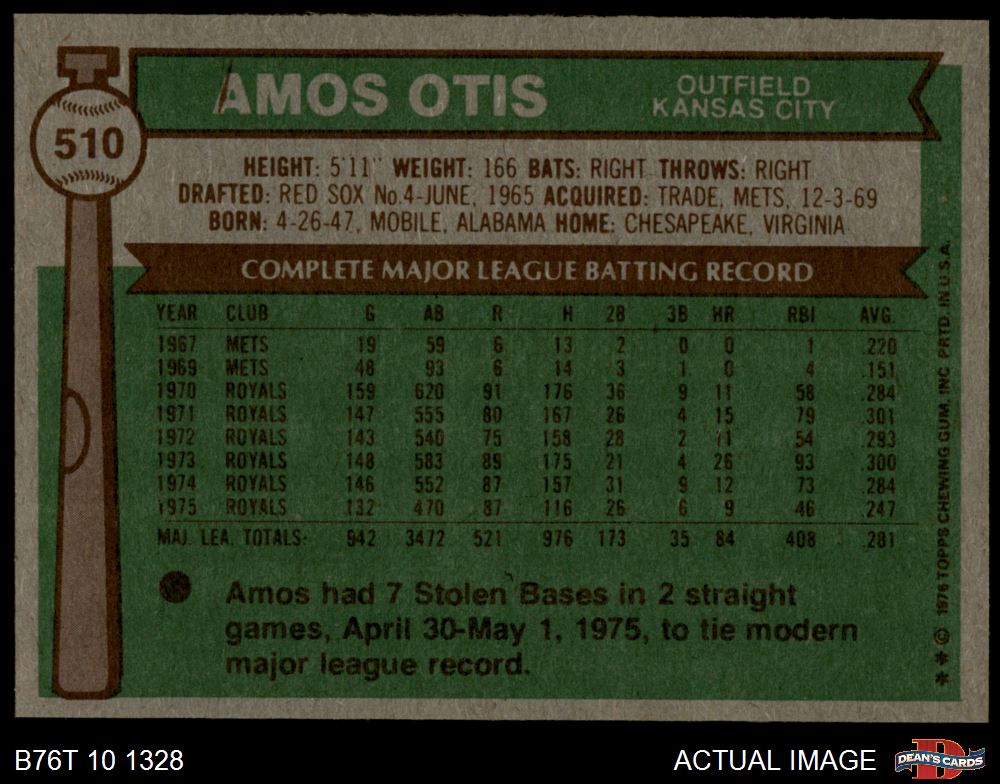 510
AMOS OTIS
OUTFIELD
KANSAS CITY
HEIGHT: 5'11" WEIGHT: 166 BATS: RIGHT THROWS: RIGHT
DRAFTED: RED SOX No.4-JUNE, 1965 ACQUIRED: TRADE, METS, 12-3-69
BORN: 4-26-47, MOBILE, ALABAMA HOME: CHESAPEAKE, VIRGINIA
COMPLETE MAJOR LEAGUE BATTING RECORD
YEAR CLUB G AB R H 2B 3B HR RBI AVG.
1967 METS 19 59 6 13 2 0 0 1 .220
1969 METS 48 93 6 14 3 1 0 4 .151
1970 ROYALS 159 620 91 176 36 9 11 58 .284
1971 ROYALS 147 555 80 167 26 4 15 79 .301
1972 ROYALS 143 540 75 158 28 2 11 54 .293
1973 ROYALS 148 583 89 175 21 4 26 93 .300
1974 ROYALS 146 552 87 157 31 9 12 73 .284
1975 ROYALS 132 470 87 116 26 6 9 46 .247
MAJ. LEA. TOTALS: 942 3472 521 976 173 35 84 408 .281
Amos had 7 Stolen Bases in 2 straight
games, April 30-May 1, 1975, to tie modern
major league record.
** © 1976 TOPPS CHEWING GUM, INC. PRTD. IN U.S.A.
B76T 10 1328
ACTUAL IMAGE
D
DEAN'S CARDS